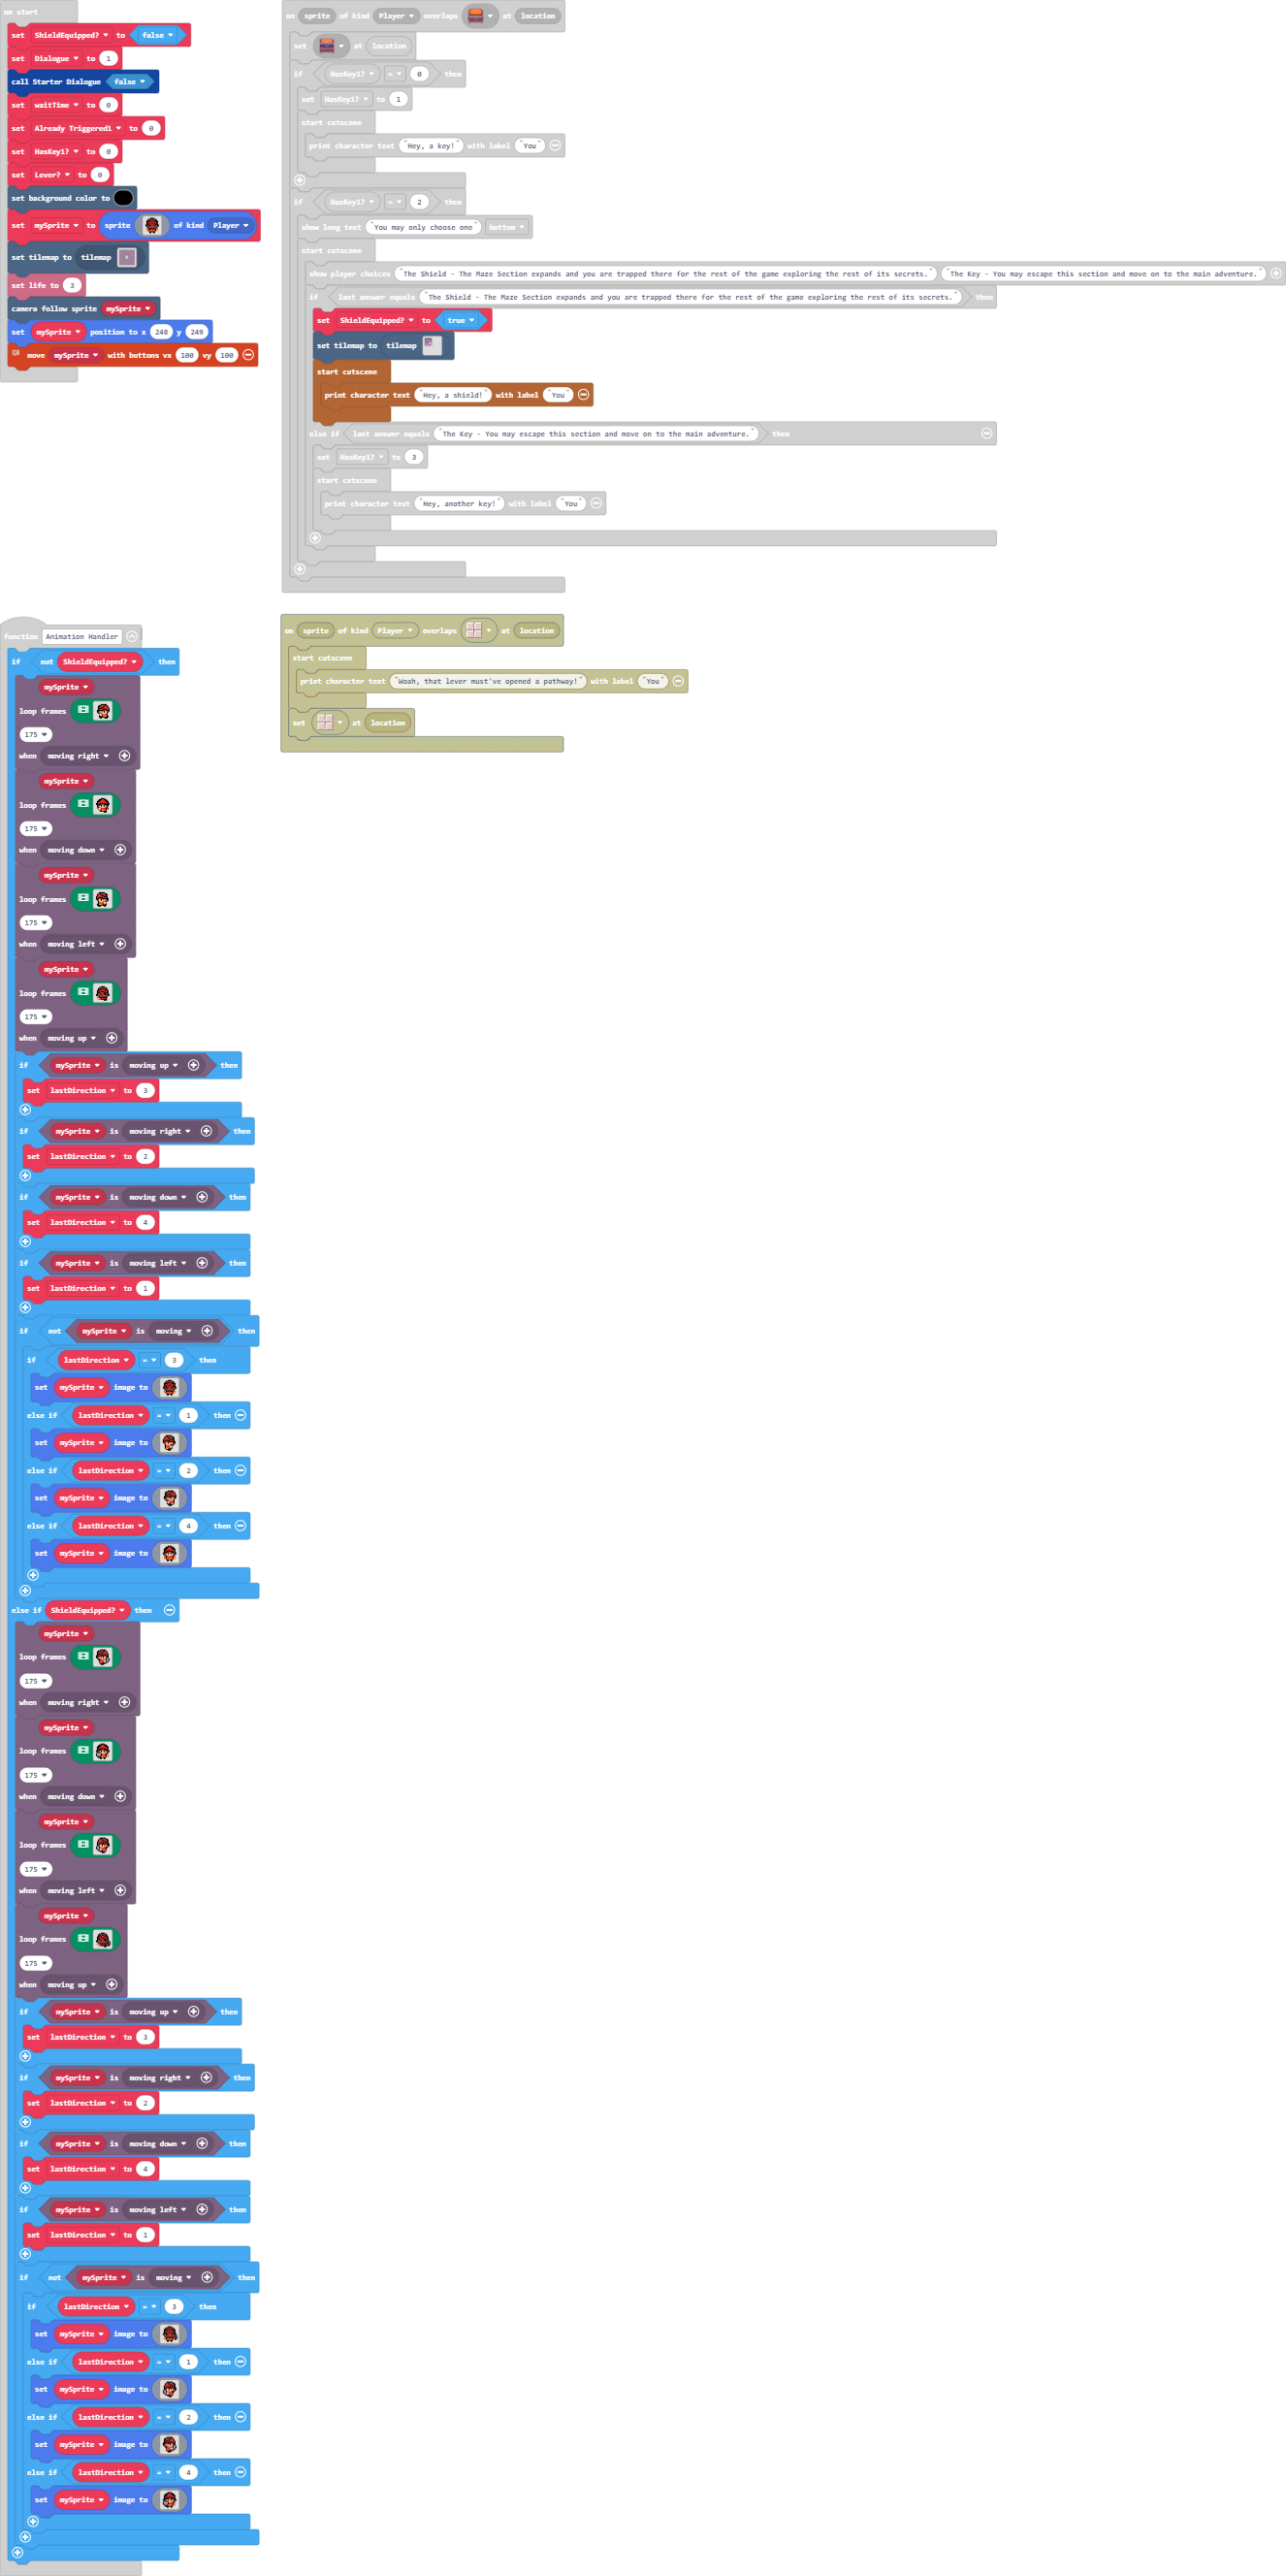 on start
set ShieldEquipped? to false
set Dialogue to 1
call Starter Dialogue false
set waitTime to 0
set Already Triggered1 to 0
set HasKey1? to 0
set Lever? to 0
set background color to
set mySprite to sprite of kind Player
set tilemap to tilemap
set life to 3
camera follow sprite mySprite
set mySprite position to x 248 y 249
move mySprite with buttons vx 100 vy 100
on sprite of kind Player overlaps at location
set at location
if HasKey1? = 0 then
set HasKey1? to 1
start cutscene
print character text "Hey, a key!" with label "You"
if HasKey1? = 2 then
show long text "You may only choose one" bottom
start cutscene
show player choices "The Shield - The Maze Section expands and you are trapped there for the rest of the game exploring the rest of its secrets." "The Key - You may escape this section and move on to the main adventure."
if last answer equals "The Shield - The Maze Section expands and you are trapped there for the rest of the game exploring the rest of its secrets." then
set ShieldEquipped? to true
set tilemap to tilemap
start cutscene
print character text "Hey, a shield!" with label "You"
else if last answer equals "The Key - You may escape this section and move on to the main adventure." then
set HasKey1? to 3
start cutscene
print character text "Hey, another key!" with label "You"
function Animation Handler
if not ShieldEquipped? then
mySprite
loop frames
175
when moving right
mySprite
loop frames
175
when moving down
mySprite
loop frames
175
when moving left
mySprite
loop frames
175
when moving up
if mySprite is moving up then
set lastDirection to 3
if mySprite is moving right then
set lastDirection to 2
if mySprite is moving down then
set lastDirection to 4
if mySprite is moving left then
set lastDirection to 1
if not mySprite is moving then
if lastDirection = 3 then
set mySprite image to
else if lastDirection = 1 then
set mySprite image to
else if lastDirection = 2 then
set mySprite image to
else if lastDirection = 4 then
set mySprite image to
else if ShieldEquipped? then
mySprite
loop frames
175
when moving right
mySprite
loop frames
175
when moving down
mySprite
loop frames
175
when moving left
mySprite
loop frames
175
when moving up
if mySprite is moving up then
set lastDirection to 3
if mySprite is moving right then
set lastDirection to 2
if mySprite is moving down then
set lastDirection to 4
if mySprite is moving left then
set lastDirection to 1
if not mySprite is moving then
if lastDirection = 3 then
set mySprite image to
else if lastDirection = 1 then
set mySprite image to
else if lastDirection = 2 then
set mySprite image to
else if lastDirection = 4 then
set mySprite image to
on sprite of kind Player overlaps at location
start cutscene
print character text "Woah, that lever must've opened a pathway!" with label "You"
set at location